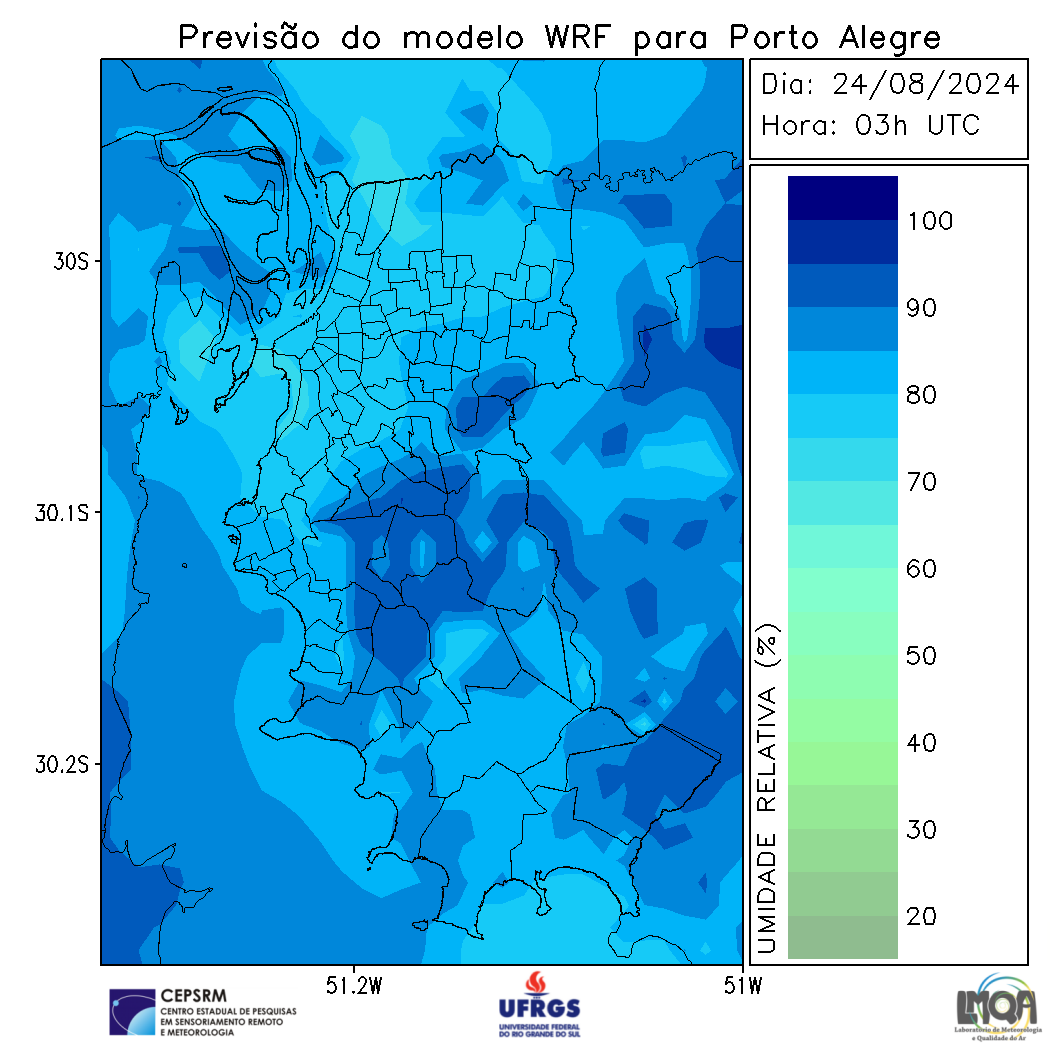 Previsão do modelo WRF para Porto Alegre
Dia: 24/08/2024
Hora: 03h UTC
30S
30.1S
30.2S
51.2W
51W
UMIDADE RELATIVA (%)
100
90
80
70
60
50
40
30
20
CEPSRM
CENTRO ESTADUAL DE PESQUISAS
EM SENSORIAMENTO REMOTO
E METEOROLOGIA
UFRGS
UNIVERSIDADE FEDERAL
DO RIO GRANDE DO SUL
LMQA
Laboratório de Meteorologia
e Qualidade do Ar